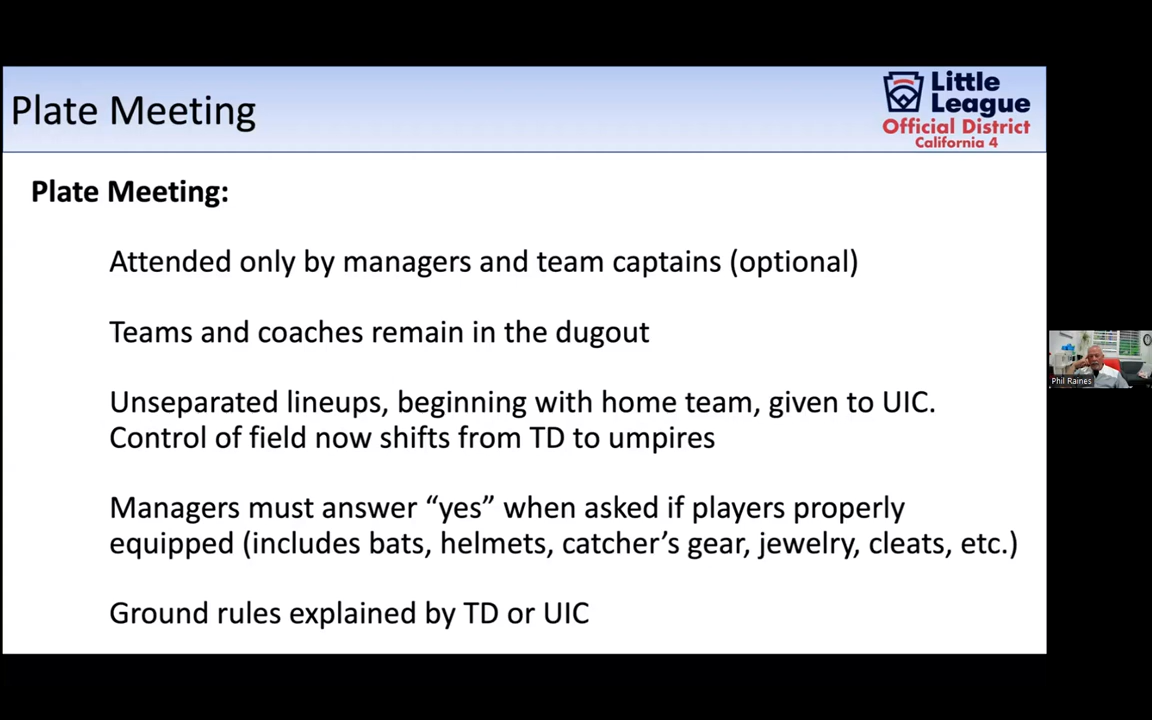 Plate Meeting
Little
League
Official District
California 4
Plate Meeting:
Attended only by managers and team captains (optional)
Teams and coaches remain in the dugout
Unseparated lineups, beginning with home team, given to UIC.
Control of field now shifts from TD to umpires
Managers must answer “yes” when asked if players properly
equipped (includes bats, helmets, catcher’s gear, jewelry, cleats, etc.)
Ground rules explained by TD or UIC
Phil Raines